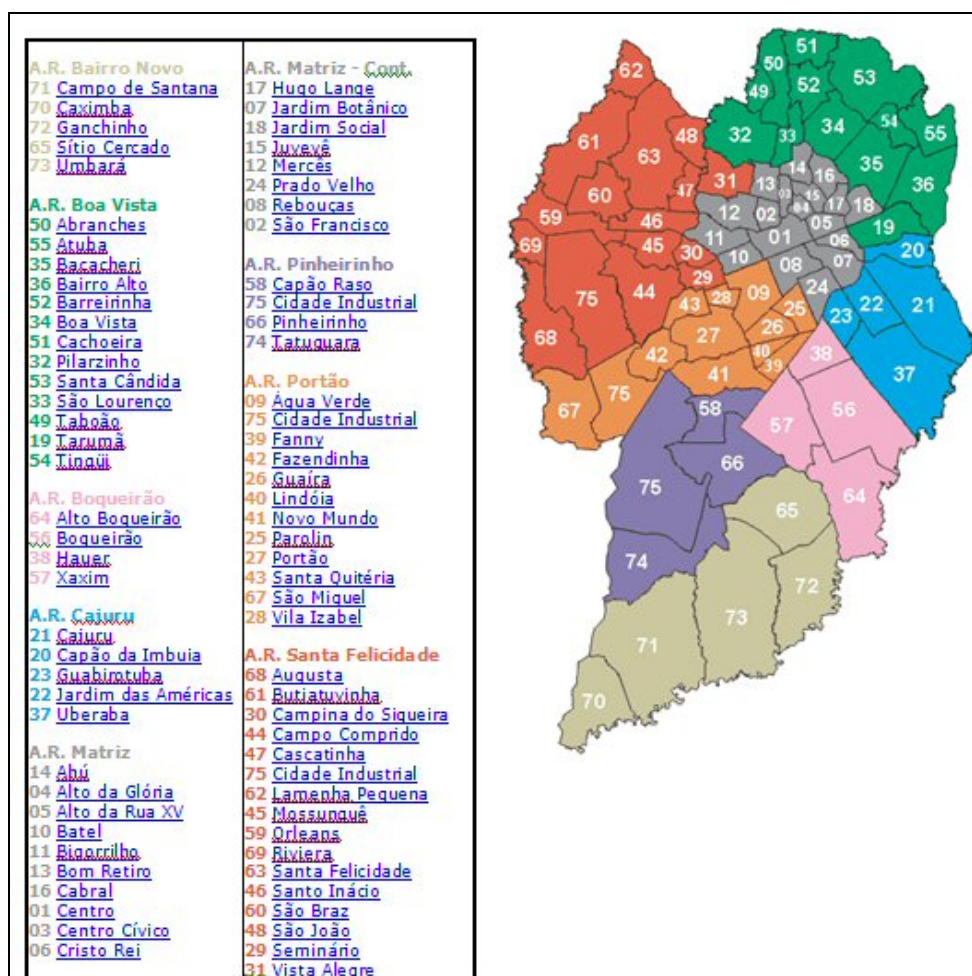 A.R. Bairro Novo
71 Campo de Santana
70 Caximba
72 Ganchinho
65 Sítio Cercado
73 Umbará
A.R. Boa Vista
50 Abranches
55 Atuba
35 Bacacheri
36 Bairro Alto
52 Barreirinha
34 Boa Vista
51 Cachoeira
32 Pilarzinho
53 Santa Cândida
33 São Lourenço
49 Taboão
19 Tarumã
54 Tingüi
A.R. Boqueirão
64 Alto Boqueirão
56 Boqueirão
38 Hauer
57 Xaxim
A.R. Cajuru
21 Cajuru
20 Capão da Imbuia
23 Guabirotuba
22 Jardim das Américas
37 Uberaba
A.R. Matriz
14 Ahú
04 Alto da Glória
05 Alto da Rua XV
10 Batel
11 Bigorrilho
13 Bom Retiro
16 Cabral
01 Centro
03 Centro Cívico
06 Cristo Rei
A.R. Matriz - Cont.
17 Hugo Lange
07 Jardim Botânico
18 Jardim Social
15 Juvevê
12 Mercês
24 Prado Velho
08 Rebouças
02 São Francisco
A.R. Pinheirinho
58 Capão Raso
75 Cidade Industrial
66 Pinheirinho
74 Tatuquara
A.R. Portão
09 Água Verde
75 Cidade Industrial
39 Fanny
42 Fazendinha
26 Guaíra
40 Lindóia
41 Novo Mundo
25 Parolin
27 Portão
43 Santa Quitéria
67 São Miguel
28 Vila Izabel
A.R. Santa Felicidade
68 Augusta
61 Butiatuvinha
30 Campina do Siqueira
44 Campo Comprido
47 Cascatinha
75 Cidade Industrial
62 Lamenha Pequena
45 Mossunguê
59 Orleans
69 Riviera
63 Santa Felicidade
46 Santo Inácio
60 São Braz
48 São João
29 Seminário
31 Vista Alegre
51
50
53
62
49
52
54
55
61
63
48
32
33
34
35
36
60
47
31
13
14
16
03
15
04
17
18
59
46
12
02
05
19
69
45
11
01
06
20
30
10
08
07
68
75
44
29
24
22
21
43
28
09
25
23
27
26
42
40
39
38
37
67
75
41
58
57
56
66
75
65
64
74
72
73
71
70